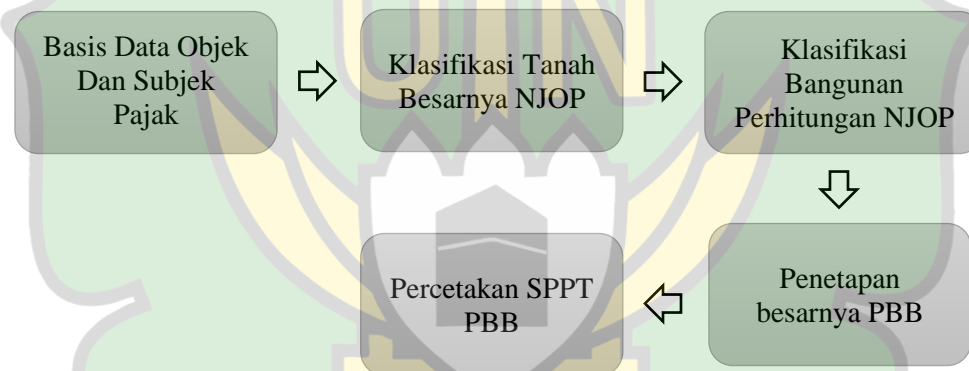 Basis Data Objek
Dan Subjek
Pajak
Klasifikasi Tanah
Besarnya NJOP
Klasifikasi
Bangunan
Perhitungan NJOP
Penetapan
besarnya PBB
Percetakan SPPT
PBB
UIN